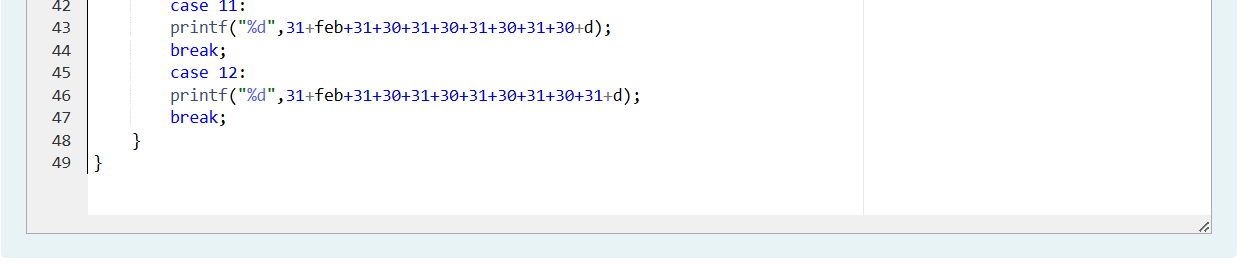 42 case 11:
43 printf("%d",31+feb+31+30+31+30+31+30+31+30+d);
44 break;
45 case 12:
46 printf("%d",31+feb+31+30+31+30+31+30+31+30+31+d);
47 break;
48 }
49 }